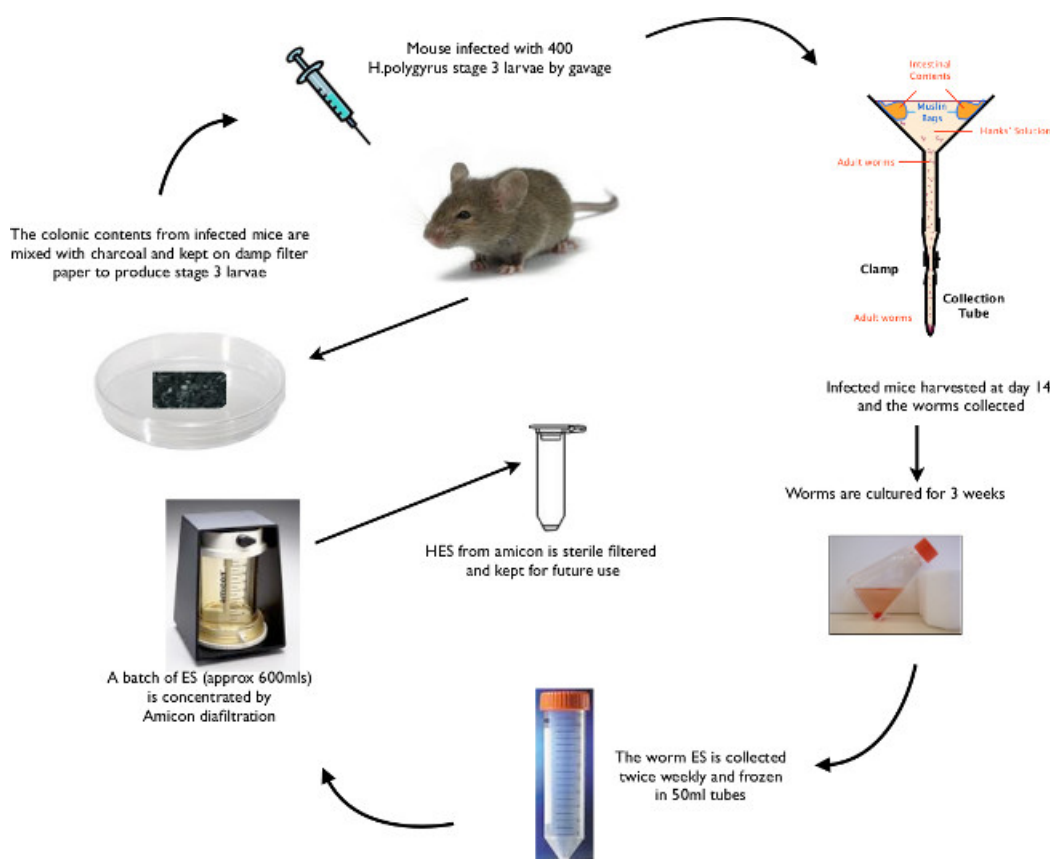 Mouse infected with 400
H.polygyrus stage 3 larvae by gavage
Intestinal
Contents
Muslin
Bags
Hanks' Solution
Adult worms
Clamp
Collection
Tube
Adult worms
The colonic contents from infected mice are
mixed with charcoal and kept on damp filter
paper to produce stage 3 larvae
Infected mice harvested at day 14
and the worms collected
Worms are cultured for 3 weeks
HES from amicon is sterile filtered
and kept for future use
A batch of ES (approx 600mls)
is concentrated by
Amicon diafiltration
The worm ES is collected
twice weekly and frozen
in 50ml tubes